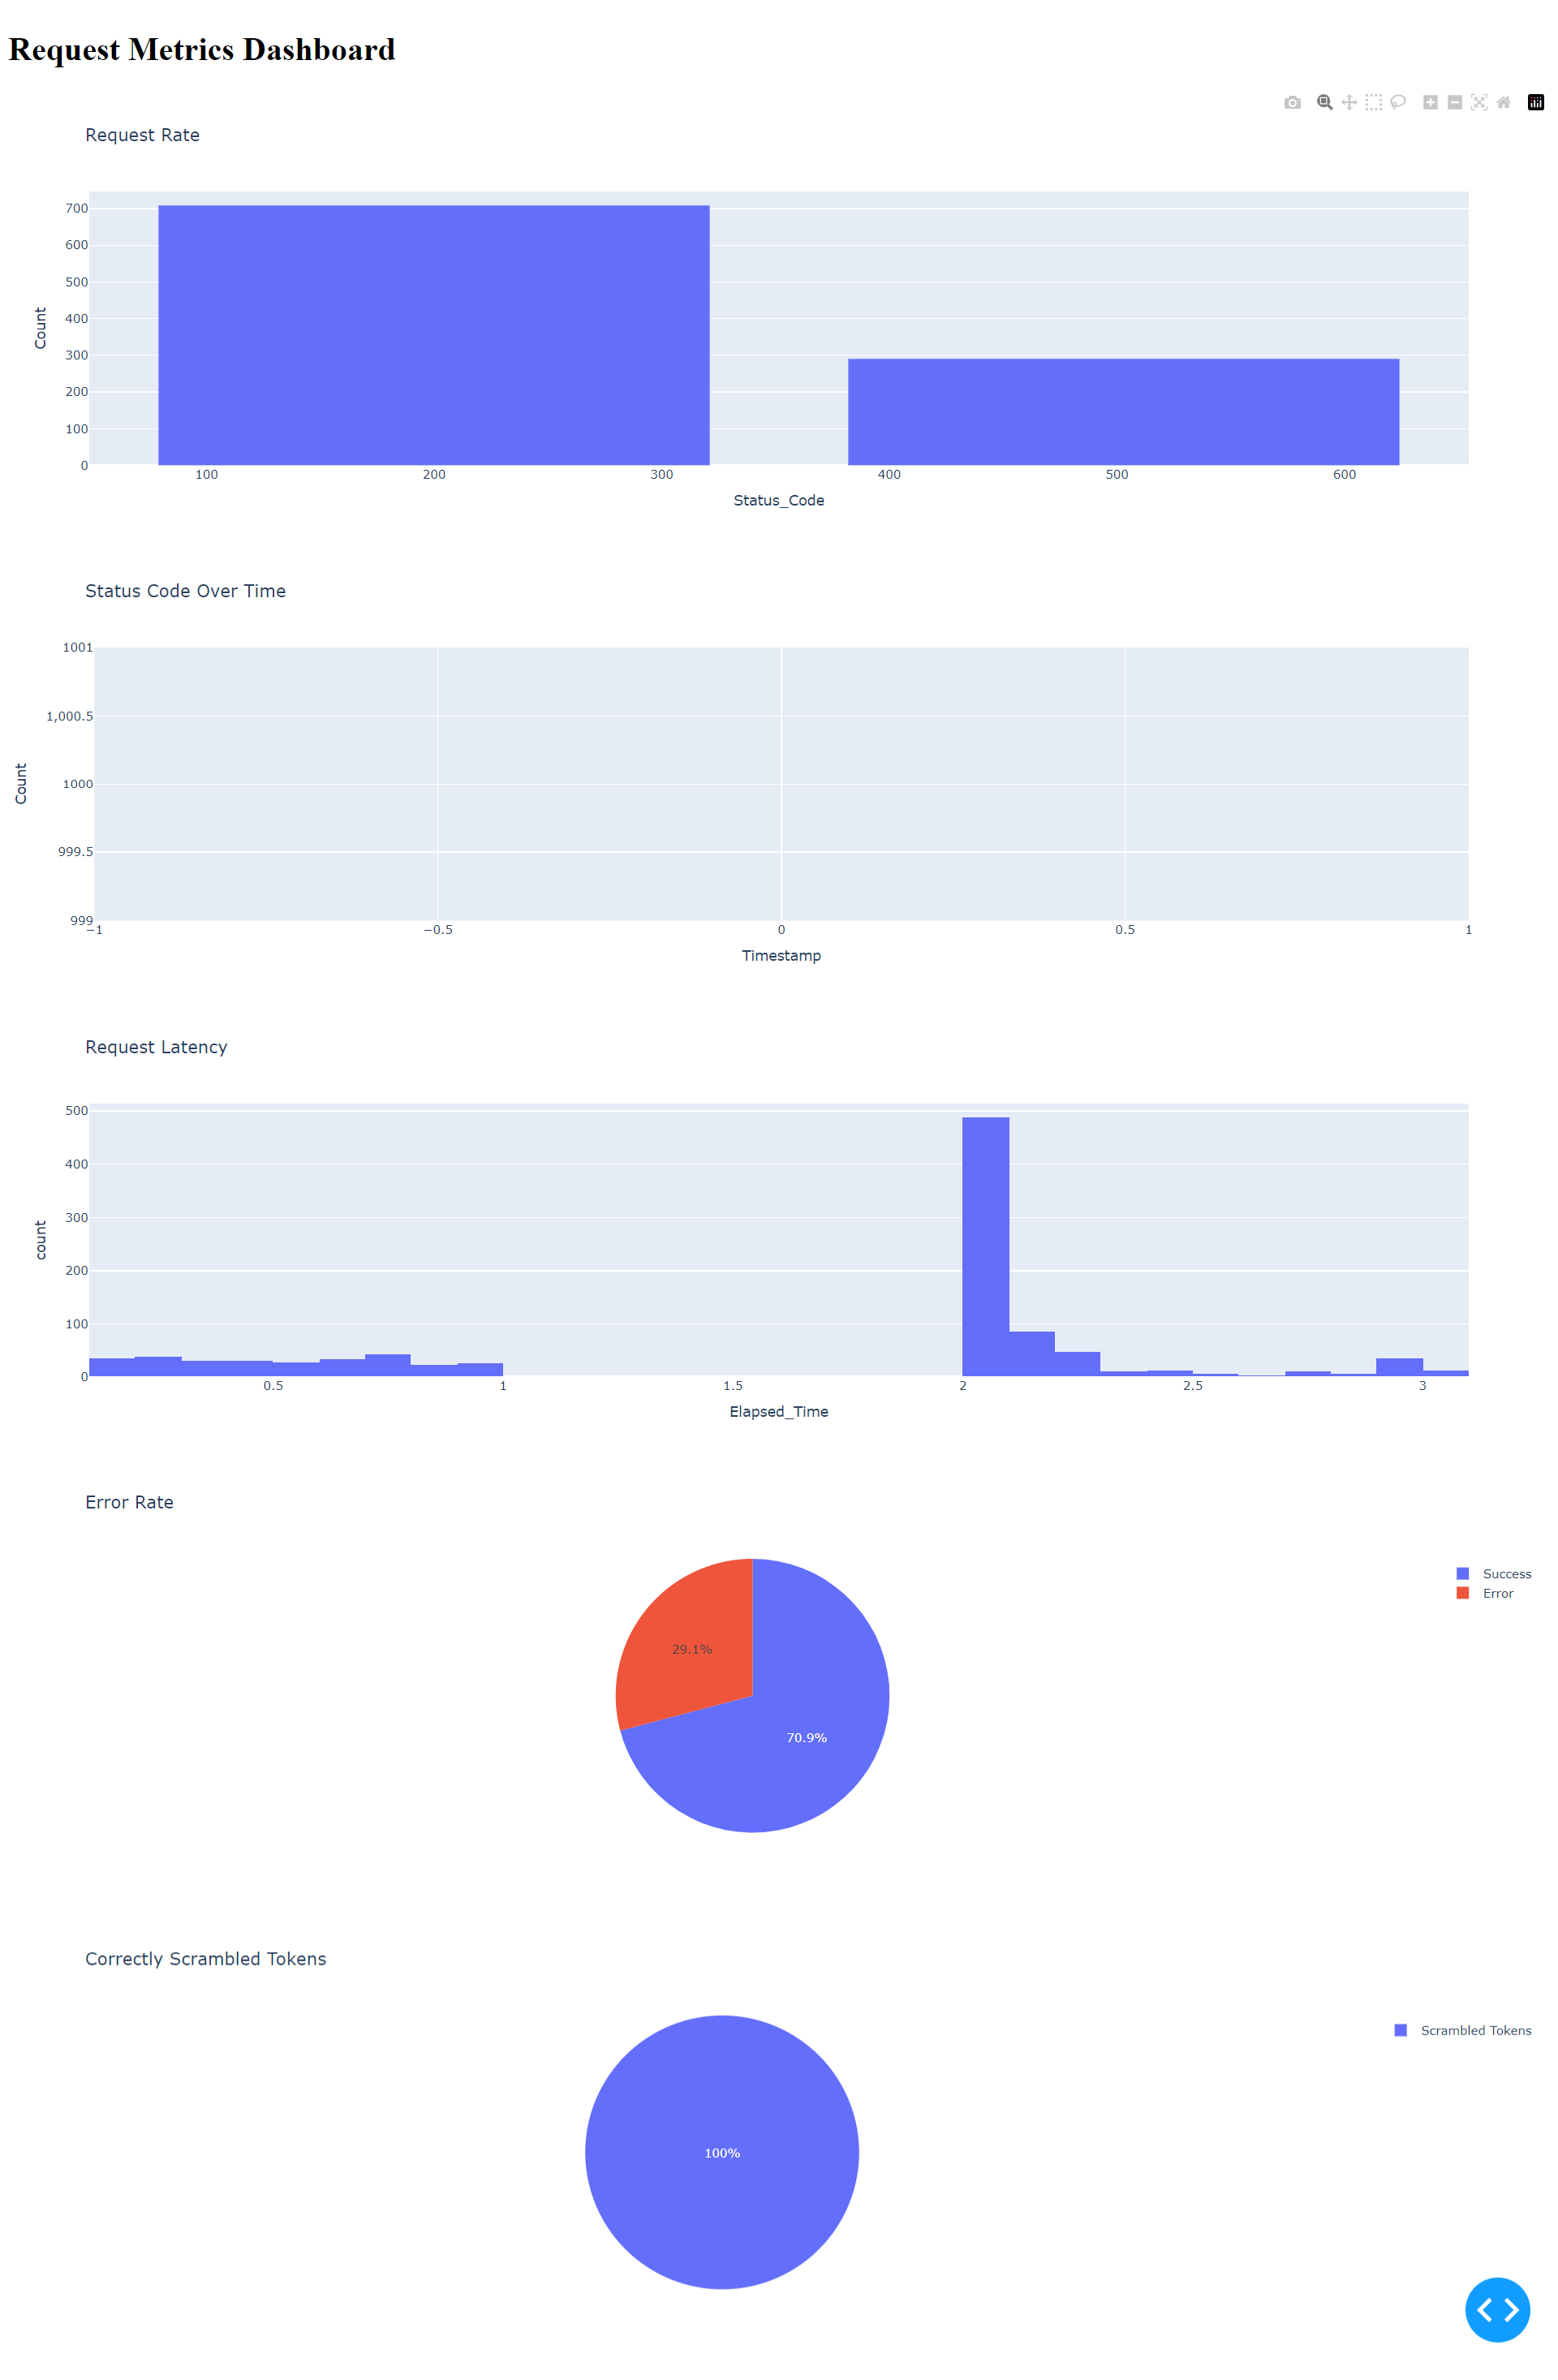 Request Metrics Dashboard
Request Rate
700
600
500
400
300
200
100
0
Count
100 200 300 400 500 600
Status_Code
Status Code Over Time
1001
1,000.5
1000
999.5
999
Count
−1 −0.5 0 0.5 1
Timestamp
Request Latency
500
400
300
200
100
0
count
0.5 1 1.5 2 2.5 3
Elapsed_Time
Error Rate
Success
Error
29.1%
70.9%
Correctly Scrambled Tokens
Scrambled Tokens
100%